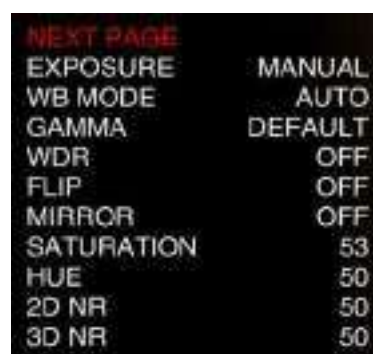 NEXT PAGE
EXPOSURE MANUAL
WB MODE AUTO
GAMMA DEFAULT
WDR OFF
FLIP OFF
MIRROR OFF
SATURATION 53
HUE 50
2D NR 50
3D NR 50